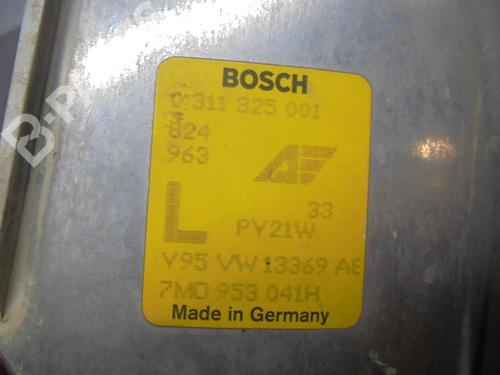 BOSCH
0 311 325 001
824
963
AF
33
L
PY21W
Y95 VW 13369 AE
7M0 953 041H
Made in Germany